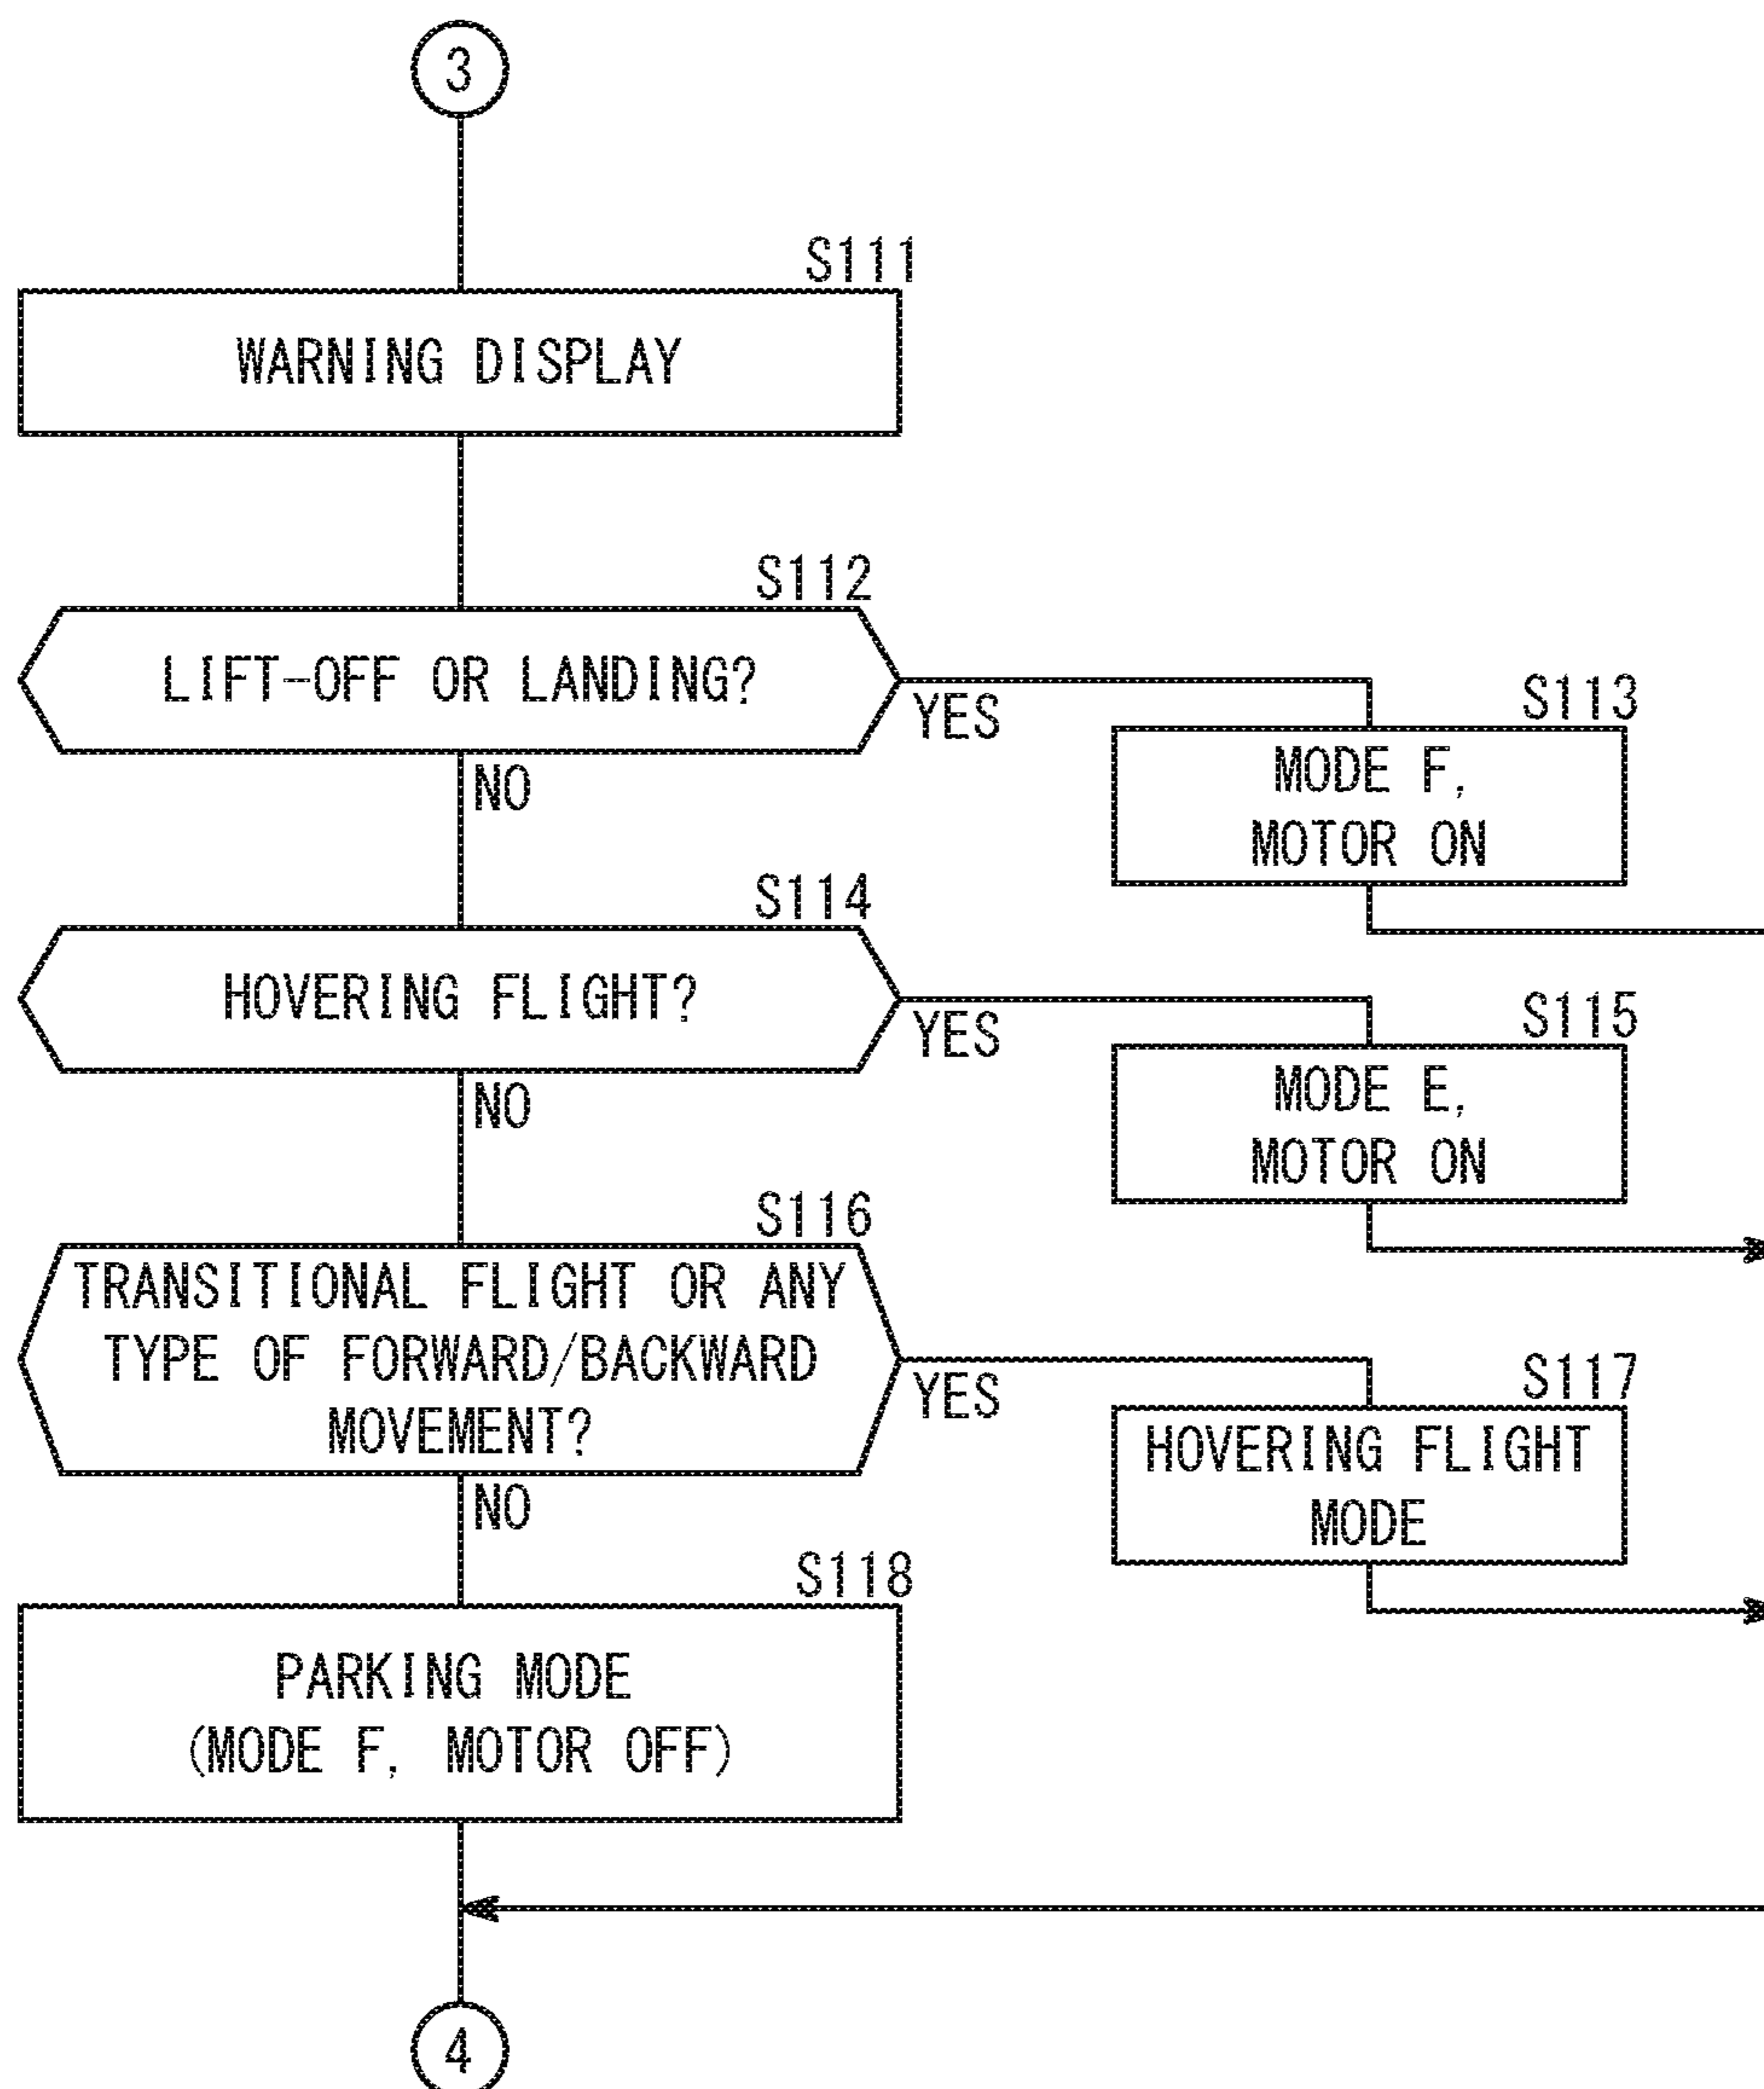 3
S111
WARNING DISPLAY
S112
LIFT-OFF OR LANDING?
YES
NO
S113
MODE F,
MOTOR ON
S114
HOVERING FLIGHT?
YES
NO
S115
MODE E,
MOTOR ON
S116
TRANSITIONAL FLIGHT OR ANY
TYPE OF FORWARD/BACKWARD
MOVEMENT?
YES
NO
S117
HOVERING FLIGHT
MODE
S118
PARKING MODE
(MODE F, MOTOR OFF)
4